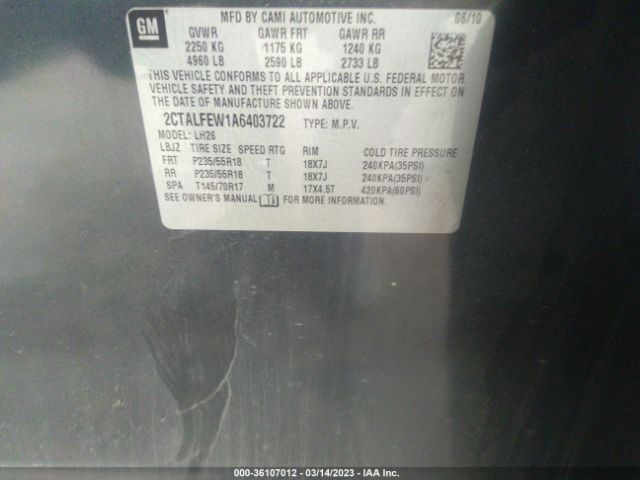 GM
MFD BY CAMI AUTOMOTIVE INC. 06/10
GVWR GAWR FRT GAWR RR
2250 KG 1175 KG 1240 KG
4960 LB 2590 LB 2733 LB
THIS VEHICLE CONFORMS TO ALL APPLICABLE U.S. FEDERAL MOTOR
VEHICLE SAFETY AND THEFT PREVENTION STANDARDS IN EFFECT ON
THE DATE OF MANUFACTURE SHOWN ABOVE.
2CTALFEW1A6403722 TYPE: M.P.V.
MODEL: LH26
LBJZ TIRE SIZE SPEED RTG RIM COLD TIRE PRESSURE
FRT P235/55R18 T 18X7J 240KPA(35PSI)
RR P235/55R18 T 18X7J 240KPA(35PSI)
SPA T145/70R17 M 17X4.5T 420KPA(60PSI)
SEE OWNER'S MANUAL FOR MORE INFORMATION.
000-36107012 — 03/14/2023 — IAA Inc.